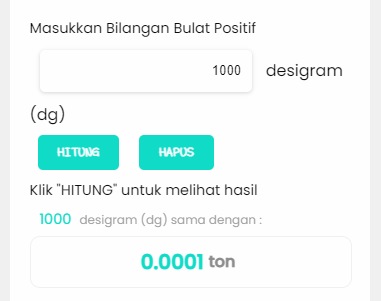 Masukkan Bilangan Bulat Positif
1000 desigram
(dg)
HITUNG HAPUS
Klik "HITUNG" untuk melihat hasil
1000 desigram (dg) sama dengan :
0.0001 ton